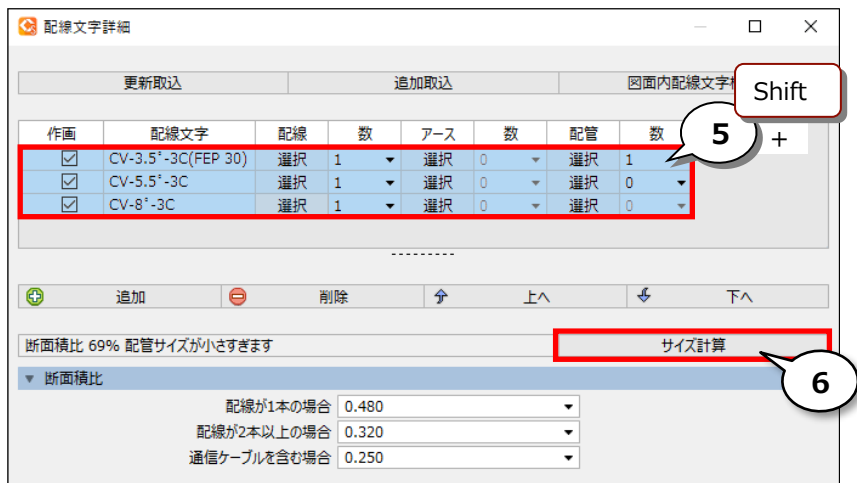 配線文字詳細
更新取込 追加取込 図面内配線文字
Shift
5 +
作画 配線文字 配線 数 アース 数 配管 数
CV-3.5°-3C(FEP 30) 選択 1 選択 0 選択 1
CV-5.5°-3C 選択 1 選択 0 選択 0
CV-8°-3C 選択 1 選択 0 選択 0
追加 削除 上へ 下へ
断面積比 69% 配管サイズが小さすぎます サイズ計算
6
断面積比
配線が1本の場合 0.480
配線が2本以上の場合 0.320
通信ケーブルを含む場合 0.250